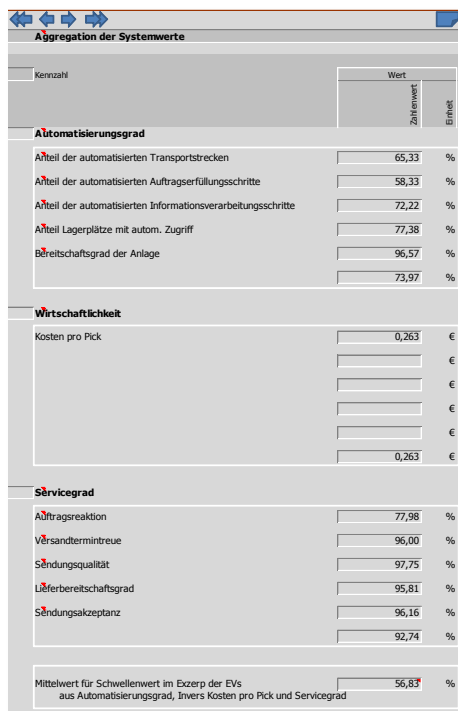 Aggregation der Systemwerte
Kennzahl
Wert
Zahlenwert
Einheit
Automatisierungsgrad
Anteil der automatisierten Transportstrecken 65,33 %
Anteil der automatisierten Auftragserfüllungsschritte 58,33 %
Anteil der automatisierten Informationsverarbeitungsschritte 72,22 %
Anteil Lagerplätze mit autom. Zugriff 77,38 %
Bereitschaftsgrad der Anlage 96,57 %
73,97 %
Wirtschaftlichkeit
Kosten pro Pick 0,263 €
€
€
€
€
0,263 €
Servicegrad
Auftragsreaktion 77,98 %
Versandtermintreue 96,00 %
Sendungsqualität 97,75 %
Lieferbereitschaftsgrad 95,81 %
Sendungsakzeptanz 96,16 %
92,74 %
Mittelwert für Schwellenwert im Exzerp der EVs 56,83 %
aus Automatisierungsgrad, Invers Kosten pro Pick und Servicegrad